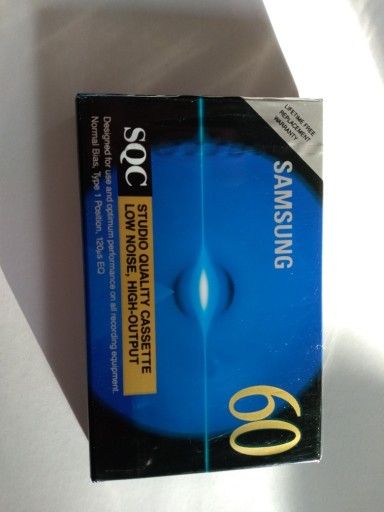 LIFETIME FREE
REPLACEMENT
WARRANTY
SAMSUNG
60
SQC
STUDIO QUALITY CASSETTE
LOW NOISE, HIGH-OUTPUT
Designed for use and optimum performance on all recording equipment.
Normal Bias, Type 1 Position, 120µs EQ